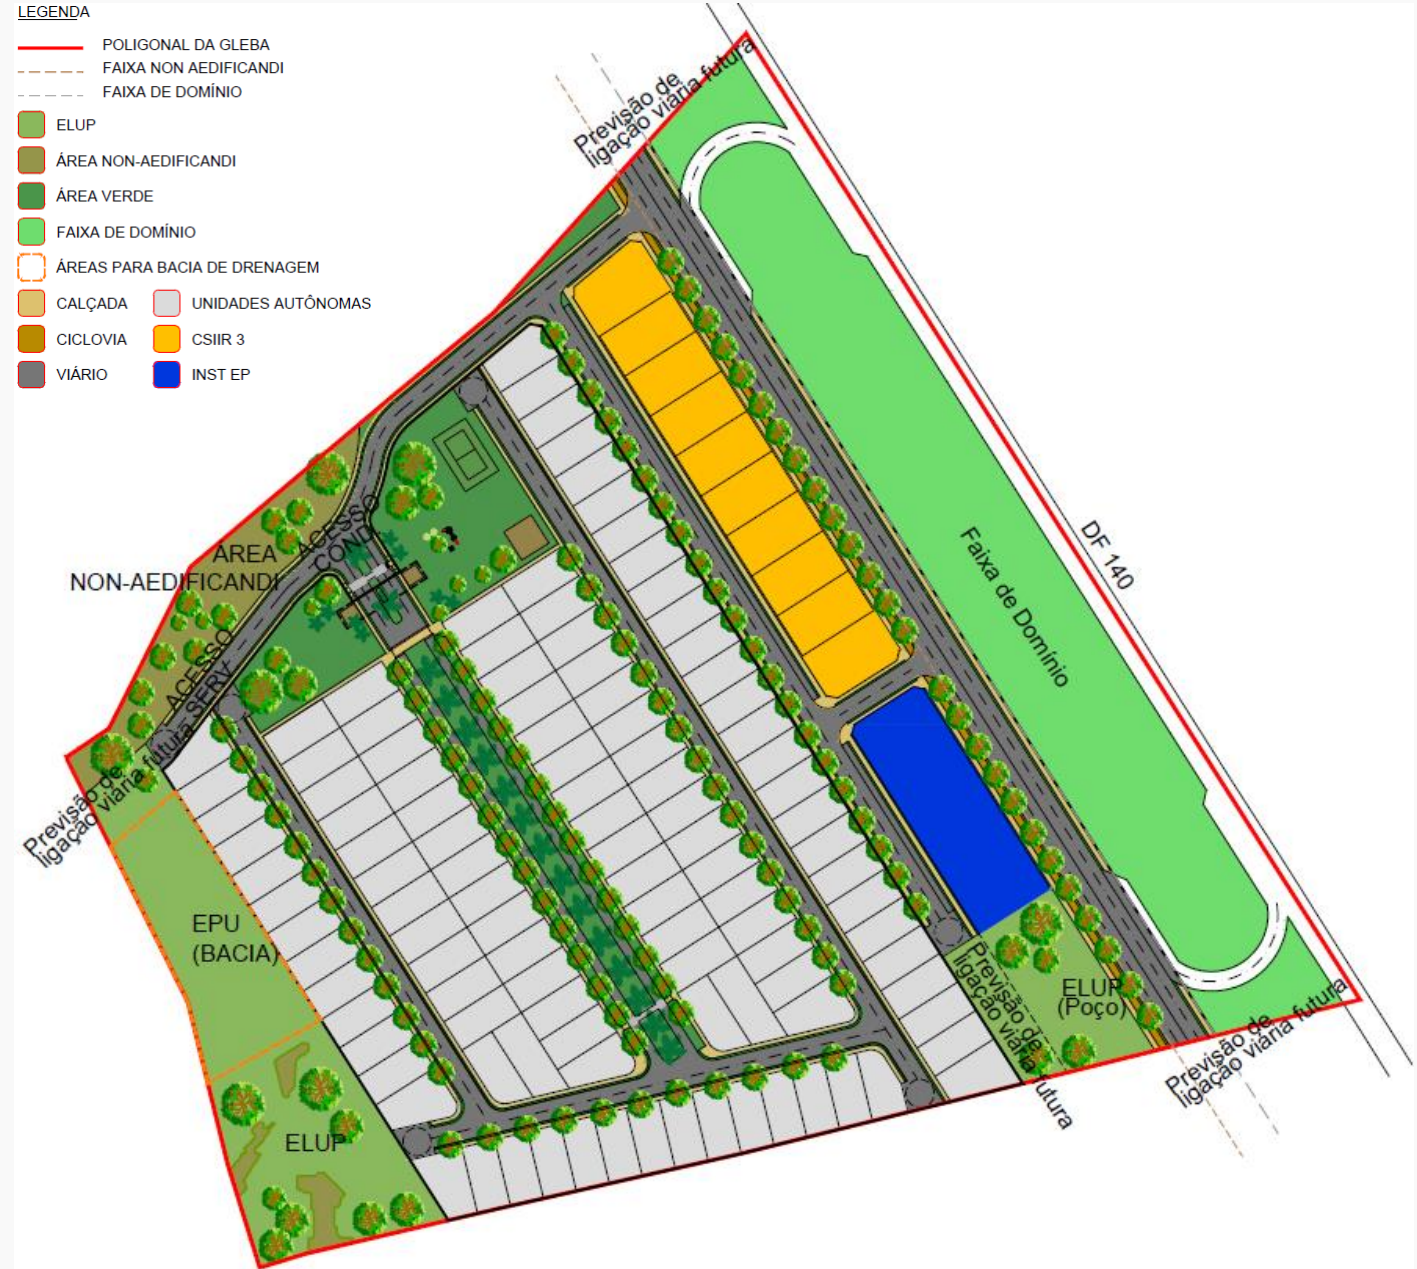 LEGENDA
POLIGONAL DA GLEBA
FAIXA NON AEDIFICANDI
FAIXA DE DOMÍNIO
ELUP
ÁREA NON-AEDIFICANDI
ÁREA VERDE
FAIXA DE DOMÍNIO
ÁREAS PARA BACIA DE DRENAGEM
CALÇADA
UNIDADES AUTÔNOMAS
CICLOVIA
CSIIR 3
VIÁRIO
INST EP
Previsão de
ligação viária futura
DF 140
Faixa de Domínio
ACESSO
COND.
ÁREA
NON-AEDIFICANDI
ACESSO
SERV.
Previsão de
ligação viária futura
EPU
(BACIA)
ELUP
(Poço)
Previsão de
ligação viária futura
Previsão de
ligação viária futura
ELUP